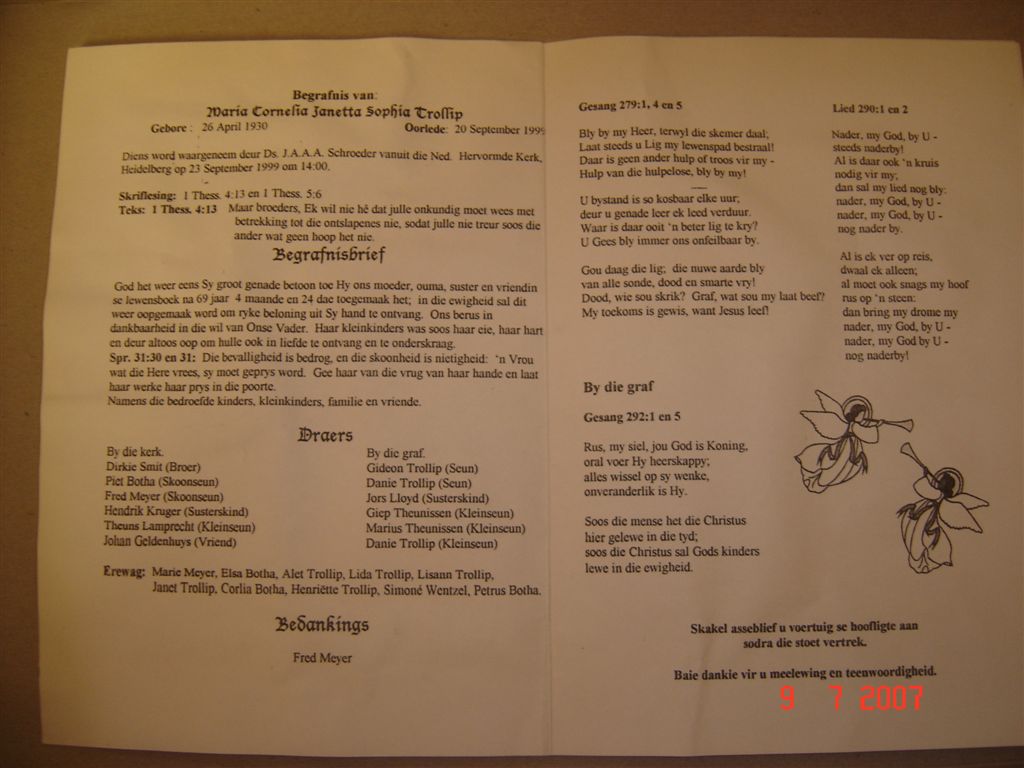 Begrafnis van:
Maria Cornelia Janetta Sophia Trollip
Gebore : 26 April 1930 Oorlede: 20 September 1999
Diens word waargeneem deur Ds. J.A.A.A. Schroeder vanuit die Ned. Hervormde Kerk,
Heidelberg op 23 September 1999 om 14:00.
Skriflesing: 1 Thess. 4:13 en 1 Thess. 5:6
Teks: 1 Thess. 4:13 Maar broeders, Ek wil nie hê dat julle onkundig moet wees met
betrekking tot die ontslapenes nie, sodat julle nie treur soos die
ander wat geen hoop het nie.
Begrafnisbrief
God het weer eens Sy groot genade betoon toe Hy ons moeder, ouma, suster en vriendin
se lewensboek na 69 jaar 4 maande en 24 dae toegemaak het; in die ewigheid sal dit
weer oopgemaak word om ryke beloning uit Sy hand te ontvang. Ons berus in
dankbaarheid in die wil van Onse Vader. Haar kleinkinders was soos haar eie, haar hart
en deur altoos oop om hulle ook in liefde te ontvang en te onderskraag.
Spr. 31:30 en 31: Die bevalligheid is bedrog, en die skoonheid is nietigheid: 'n Vrou
wat die Here vrees, sy moet geprys word. Gee haar van die vrug van haar hande en laat
haar werke haar prys in die poorte.
Namens die bedroefde kinders, kleinkinders, familie en vriende.
Draers
By die kerk. By die graf.
Dirkie Smit (Broer) Gideon Trollip (Seun)
Piet Botha (Skoonseun) Danie Trollip (Seun)
Fred Meyer (Skoonseun) Jors Lloyd (Susterskind)
Hendrik Kruger (Susterskind) Giep Theunissen (Kleinseun)
Theuns Lamprecht (Kleinseun) Marius Theunissen (Kleinseun)
Johan Geldenhuys (Vriend) Danie Trollip (Kleinseun)
Erewag: Marie Meyer, Elsa Botha, Alet Trollip, Lida Trollip, Lisann Trollip,
Janet Trollip, Corlia Botha, Henriëtte Trollip, Simoné Wentzel, Petrus Botha.
Bedankings
Fred Meyer
Gesang 279:1, 4 en 5
Bly by my Heer, terwyl die skemer daal;
Laat steeds u Lig my lewenspad bestraal!
Daar is geen ander hulp of troos vir my -
Hulp van die hulpelose, bly by my!
U bystand is so kosbaar elke uur;
deur u genade leer ek leed verduur.
Waar is daar ooit 'n beter lig te kry?
U Gees bly immer ons onfeilbaar by.
Gou daag die lig; die nuwe aarde bly
van alle sonde, dood en smarte vry!
Dood, wie sou skrik? Graf, wat sou my laat beef?
My toekoms is gewis, want Jesus leef!
By die graf
Gesang 292:1 en 5
Rus, my siel, jou God is Koning,
oral voer Hy heerskappy;
alles wissel op sy wenke,
onveranderlik is Hy.
Soos die mense het die Christus
hier gelewe in die tyd;
soos die Christus sal Gods kinders
lewe in die ewigheid.
Lied 290:1 en 2
Nader, my God, by U -
steeds naderby!
Al is daar ook 'n kruis
nodig vir my;
dan sal my lied nog bly:
nader, my God, by U -
nader, my God, by U -
nog nader by.
Al is ek ver op reis,
dwaal ek alleen;
al moet ook snags my hoof
rus op 'n steen:
dan bring my drome my
nader, my God, by U -
nader, my God by U -
nog naderby!
Skakel asseblief u voertuig se hoofligte aan
sodra die stoet vertrek.
Baie dankie vir u meelewing en teenwoordigheid.
9 7 2007